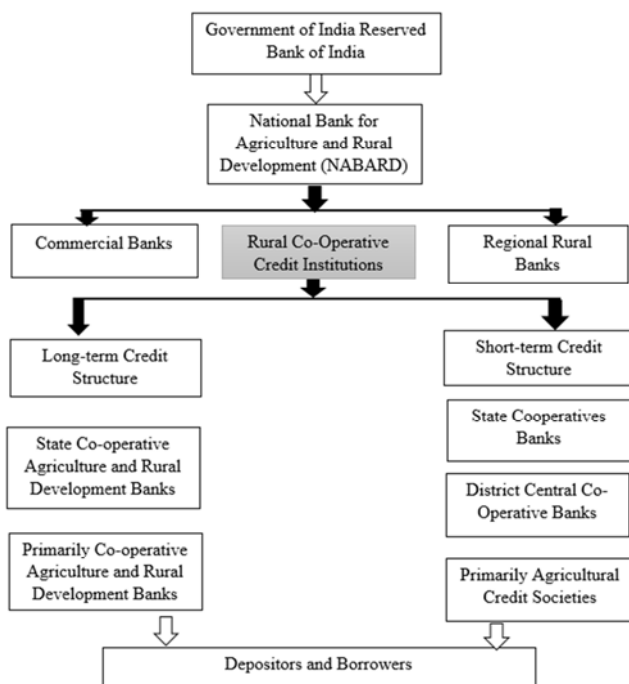 Government of India Reserved
Bank of India
National Bank for
Agriculture and Rural
Development (NABARD)
Commercial Banks
Rural Co-Operative
Credit Institutions
Regional Rural
Banks
Long-term Credit
Structure
Short-term Credit
Structure
State Co-operative
Agriculture and Rural
Development Banks
State Cooperatives
Banks
District Central Co-
Operative Banks
Primarily Co-operative
Agriculture and Rural
Development Banks
Primarily Agricultural
Credit Societies
Depositors and Borrowers